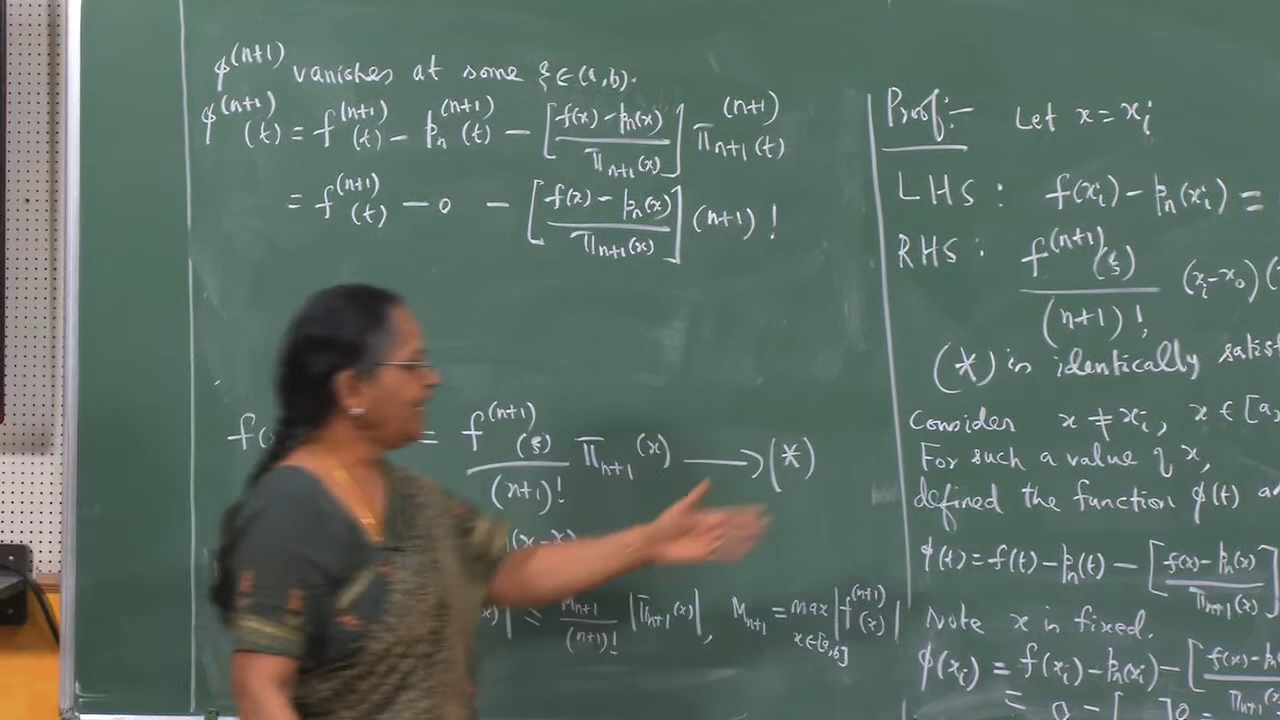 φ^(n+1) vanishes at some ξ ∈ (a, b).
φ^(n+1)(t) = f^(n+1)(t) − p_n^(n+1)(t) − [ (f(x) − p_n(x)) / Π_{n+1}(x) ] Π_{n+1}^(n+1)(t)
= f^(n+1)(t) − 0 − [ (f(x) − p_n(x)) / Π_{n+1}(x) ] (n+1)!
= f^(n+1)(ξ) / (n+1)! Π_{n+1}(x) ⟶ (*)
≤ M_{n+1} / (n+1)! |Π_{n+1}(x)|, M_{n+1} = max_{x∈[a,b]} |f^(n+1)(x)|
Proof:- Let x = x_i
LHS : f(x_i) − p_n(x_i) =
RHS : f^(n+1)(ξ) / (n+1)! (x_i − x_0)(
(*) is identically
Consider x ≠ x_i, x ∈ [a,
For such a value of x,
defined the function φ(t)
φ(t) = f(t) − p_n(t) − [ (f(x) − p_n(x)) / Π_{n+1}(x) ]
Note x is fixed.
φ(x_i) = f(x_i) − p_n(x_i) − [
= 0 − [ ] 0